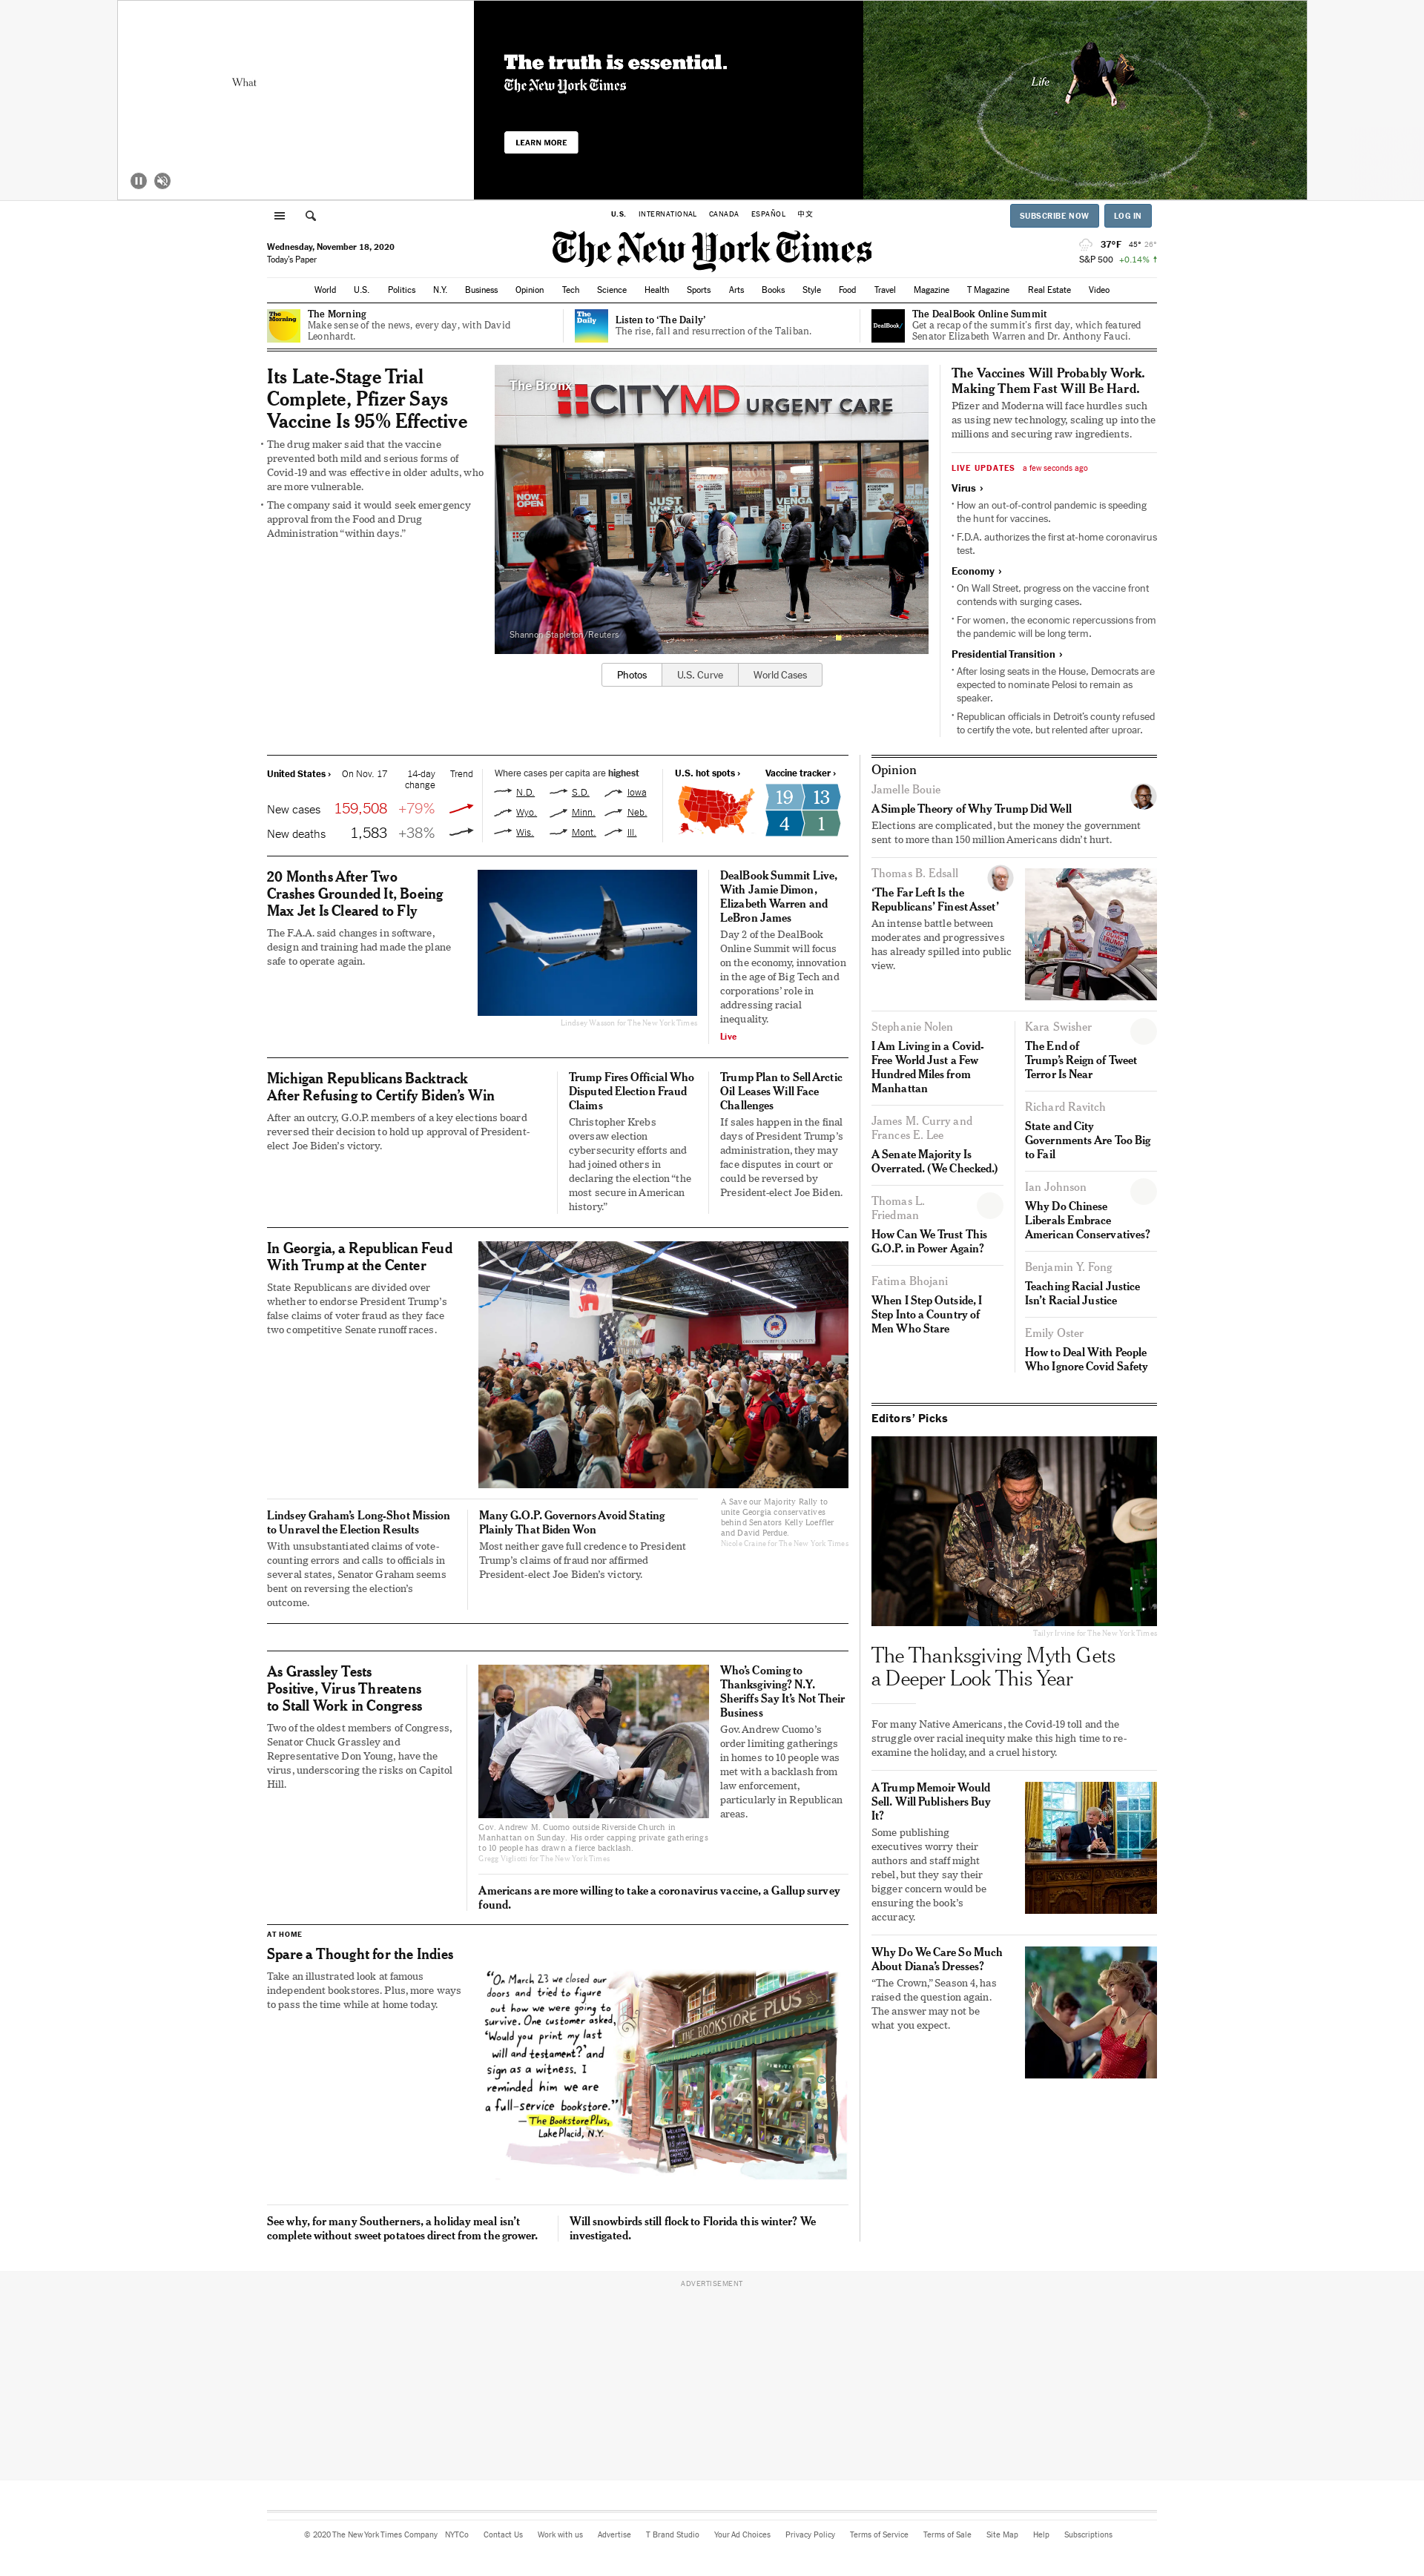 What
The truth is essential.
The New York Times
LEARN MORE
Life
U.S. INTERNATIONAL CANADA ESPAÑOL 中文
SUBSCRIBE NOW LOG IN
Wednesday, November 18, 2020
Today's Paper
The New York Times
37°F 45° 26°
S&P 500 +0.14%
World U.S. Politics N.Y. Business Opinion Tech Science Health Sports Arts Books Style Food Travel Magazine T Magazine Real Estate Video
The Morning
The Morning
Make sense of the news, every day, with David
Leonhardt.
The Daily
Listen to ‘The Daily’
The rise, fall and resurrection of the Taliban.
DealBook/
The DealBook Online Summit
Get a recap of the summit’s first day, which featured
Senator Elizabeth Warren and Dr. Anthony Fauci.
Its Late-Stage Trial
Complete, Pfizer Says
Vaccine Is 95% Effective
• The drug maker said that the vaccine
prevented both mild and serious forms of
Covid-19 and was effective in older adults, who
are more vulnerable.
• The company said it would seek emergency
approval from the Food and Drug
Administration “within days.”
The Bronx
CITYMD URGENT CARE
NOW OPEN
JUST WALK
VENGA
Shannon Stapleton/Reuters
Photos U.S. Curve World Cases
The Vaccines Will Probably Work.
Making Them Fast Will Be Hard.
Pfizer and Moderna will face hurdles such
as using new technology, scaling up into the
millions and securing raw ingredients.
LIVE UPDATES a few seconds ago
Virus ›
• How an out-of-control pandemic is speeding
the hunt for vaccines.
• F.D.A. authorizes the first at-home coronavirus
test.
Economy ›
• On Wall Street, progress on the vaccine front
contends with surging cases.
• For women, the economic repercussions from
the pandemic will be long term.
Presidential Transition ›
• After losing seats in the House, Democrats are
expected to nominate Pelosi to remain as
speaker.
• Republican officials in Detroit’s county refused
to certify the vote, but relented after uproar.
United States › On Nov. 17 14-day
change Trend
New cases 159,508 +79%
New deaths 1,583 +38%
Where cases per capita are highest
N.D. S.D. Iowa
Wyo. Minn. Neb.
Wis. Mont. Ill.
U.S. hot spots ›
Vaccine tracker ›
19 13
4 1
20 Months After Two
Crashes Grounded It, Boeing
Max Jet Is Cleared to Fly
The F.A.A. said changes in software,
design and training had made the plane
safe to operate again.
Lindsey Wasson for The New York Times
DealBook Summit Live,
With Jamie Dimon,
Elizabeth Warren and
LeBron James
Day 2 of the DealBook
Online Summit will focus
on the economy, innovation
in the age of Big Tech and
corporations’ role in
addressing racial
inequality.
Live
Michigan Republicans Backtrack
After Refusing to Certify Biden’s Win
After an outcry, G.O.P. members of a key elections board
reversed their decision to hold up approval of President-
elect Joe Biden’s victory.
Trump Fires Official Who
Disputed Election Fraud
Claims
Christopher Krebs
oversaw election
cybersecurity efforts and
had joined others in
declaring the election “the
most secure in American
history.”
Trump Plan to Sell Arctic
Oil Leases Will Face
Challenges
If sales happen in the final
days of President Trump’s
administration, they may
face disputes in court or
could be reversed by
President-elect Joe Biden.
In Georgia, a Republican Feud
With Trump at the Center
State Republicans are divided over
whether to endorse President Trump’s
false claims of voter fraud as they face
two competitive Senate runoff races.
A Save our Majority Rally to
unite Georgia conservatives
behind Senators Kelly Loeffler
and David Perdue.
Nicole Craine for The New York Times
Lindsey Graham’s Long-Shot Mission
to Unravel the Election Results
With unsubstantiated claims of vote-
counting errors and calls to officials in
several states, Senator Graham seems
bent on reversing the election’s
outcome.
Many G.O.P. Governors Avoid Stating
Plainly That Biden Won
Most neither gave full credence to President
Trump’s claims of fraud nor affirmed
President-elect Joe Biden’s victory.
As Grassley Tests
Positive, Virus Threatens
to Stall Work in Congress
Two of the oldest members of Congress,
Senator Chuck Grassley and
Representative Don Young, have the
virus, underscoring the risks on Capitol
Hill.
Gov. Andrew M. Cuomo outside Riverside Church in
Manhattan on Sunday. His order capping private gatherings
to 10 people has drawn a fierce backlash.
Gregg Vigliotti for The New York Times
Who’s Coming to
Thanksgiving? N.Y.
Sheriffs Say It’s Not Their
Business
Gov. Andrew Cuomo’s
order limiting gatherings
in homes to 10 people was
met with a backlash from
law enforcement,
particularly in Republican
areas.
Americans are more willing to take a coronavirus vaccine, a Gallup survey
found.
AT HOME
Spare a Thought for the Indies
Take an illustrated look at famous
independent bookstores. Plus, more ways
to pass the time while at home today.
“On March 23 we closed our
doors and tried to figure
out how we were going to
survive. One customer asked,
‘Would you print my last
will and testament?’ and
sign as a witness. I
reminded him we are
a full-service bookstore.”
— The Bookstore Plus,
Lake Placid, N.Y.
THE BOOKSTORE PLUS
See why, for many Southerners, a holiday meal isn’t
complete without sweet potatoes direct from the grower.
Will snowbirds still flock to Florida this winter? We
investigated.
Opinion
Jamelle Bouie
A Simple Theory of Why Trump Did Well
Elections are complicated, but the money the government
sent to more than 150 million Americans didn’t hurt.
Thomas B. Edsall
‘The Far Left Is the
Republicans’ Finest Asset’
An intense battle between
moderates and progressives
has already spilled into public
view.
Stephanie Nolen
I Am Living in a Covid-
Free World Just a Few
Hundred Miles from
Manhattan
James M. Curry and
Frances E. Lee
A Senate Majority Is
Overrated. (We Checked.)
Thomas L.
Friedman
How Can We Trust This
G.O.P. in Power Again?
Fatima Bhojani
When I Step Outside, I
Step Into a Country of
Men Who Stare
Kara Swisher
The End of
Trump’s Reign of Tweet
Terror Is Near
Richard Ravitch
State and City
Governments Are Too Big
to Fail
Ian Johnson
Why Do Chinese
Liberals Embrace
American Conservatives?
Benjamin Y. Fong
Teaching Racial Justice
Isn’t Racial Justice
Emily Oster
How to Deal With People
Who Ignore Covid Safety
Editors’ Picks
Tailyr Irvine for The New York Times
The Thanksgiving Myth Gets
a Deeper Look This Year
For many Native Americans, the Covid-19 toll and the
struggle over racial inequity make this high time to re-
examine the holiday, and a cruel history.
A Trump Memoir Would
Sell. Will Publishers Buy
It?
Some publishing
executives worry their
authors and staff might
rebel, but they say their
bigger concern would be
ensuring the book’s
accuracy.
Why Do We Care So Much
About Diana’s Dresses?
“The Crown,” Season 4, has
raised the question again.
The answer may not be
what you expect.
ADVERTISEMENT
© 2020 The New York Times Company NYTCo Contact Us Work with us Advertise T Brand Studio Your Ad Choices Privacy Policy Terms of Service Terms of Sale Site Map Help Subscriptions